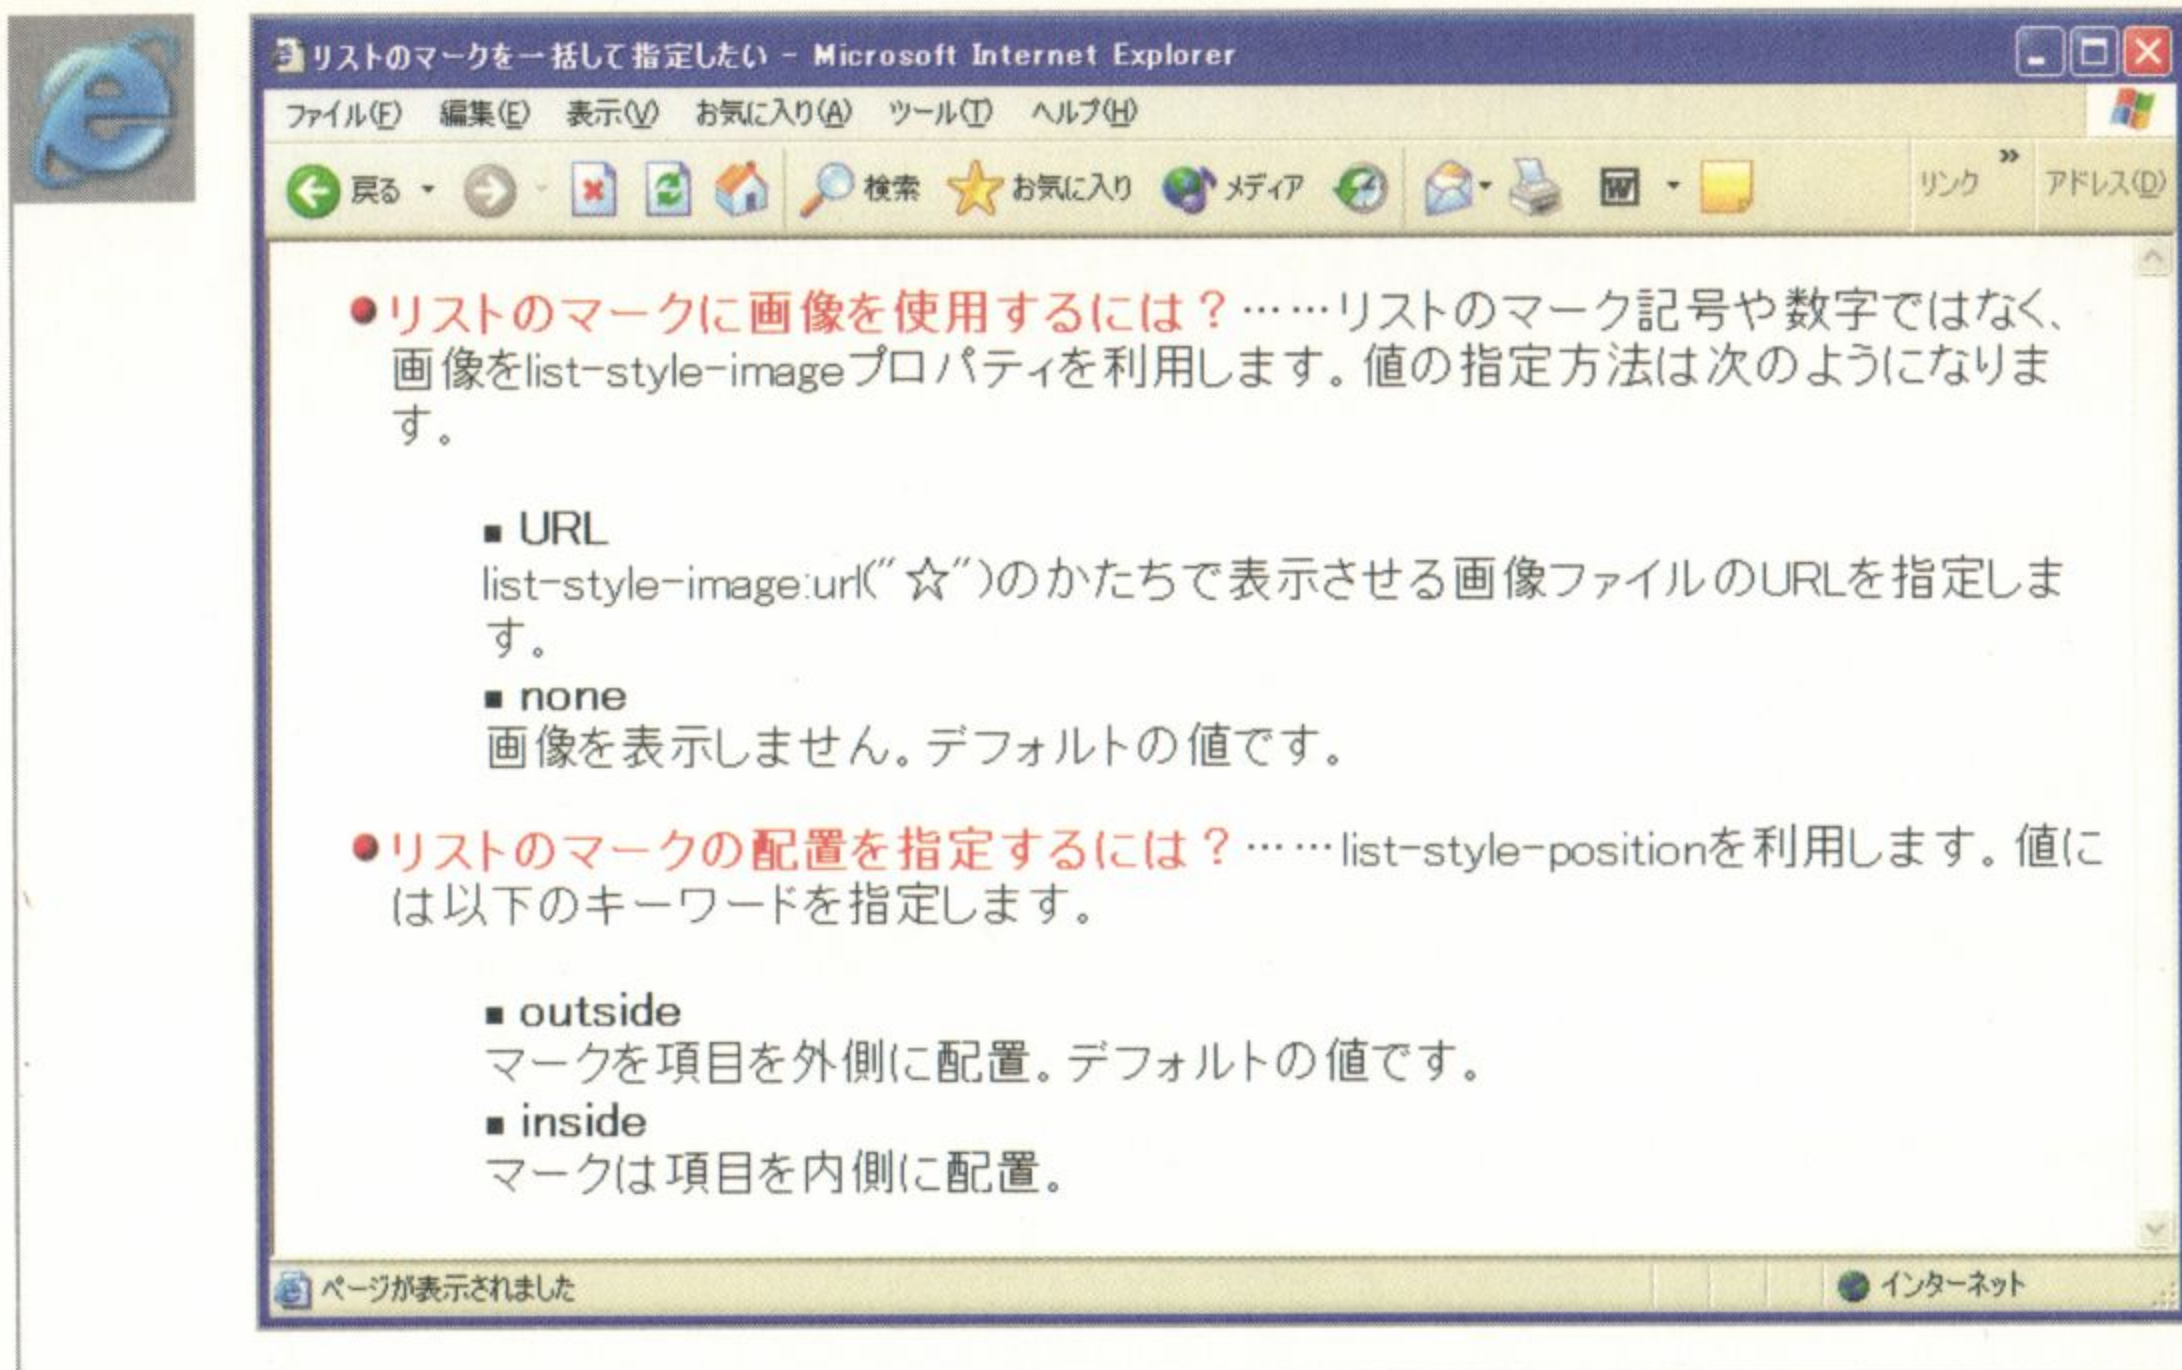 リストのマークを一括して指定したい - Microsoft Internet Explorer
ファイル(F) 編集(E) 表示(V) お気に入り(A) ツール(T) ヘルプ(H)
戻る 検索 お気に入り メディア W リンク » アドレス(D)
●リストのマークに画像を使用するには？……リストのマーク記号や数字ではなく、
画像をlist-style-imageプロパティを利用します。値の指定方法は次のようになりま
す。
■ URL
list-style-image:url("☆")のかたちで表示させる画像ファイルのURLを指定しま
す。
■ none
画像を表示しません。デフォルトの値です。
●リストのマークの配置を指定するには？……list-style-positionを利用します。値に
は以下のキーワードを指定します。
■ outside
マークを項目を外側に配置。デフォルトの値です。
■ inside
マークは項目を内側に配置。
ページが表示されました インターネット